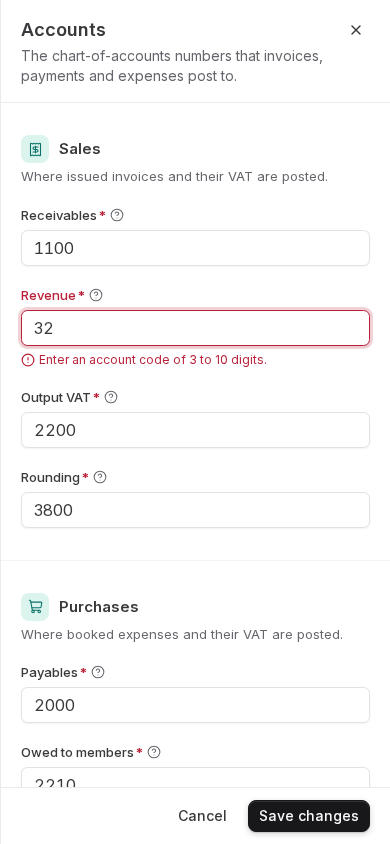 Accounts
The chart-of-accounts numbers that invoices,
payments and expenses post to.
Sales
Where issued invoices and their VAT are posted.
Receivables *
1100
Revenue *
32
Enter an account code of 3 to 10 digits.
Output VAT *
2200
Rounding *
3800
Purchases
Where booked expenses and their VAT are posted.
Payables *
2000
Owed to members *
2210
Cancel Save changes